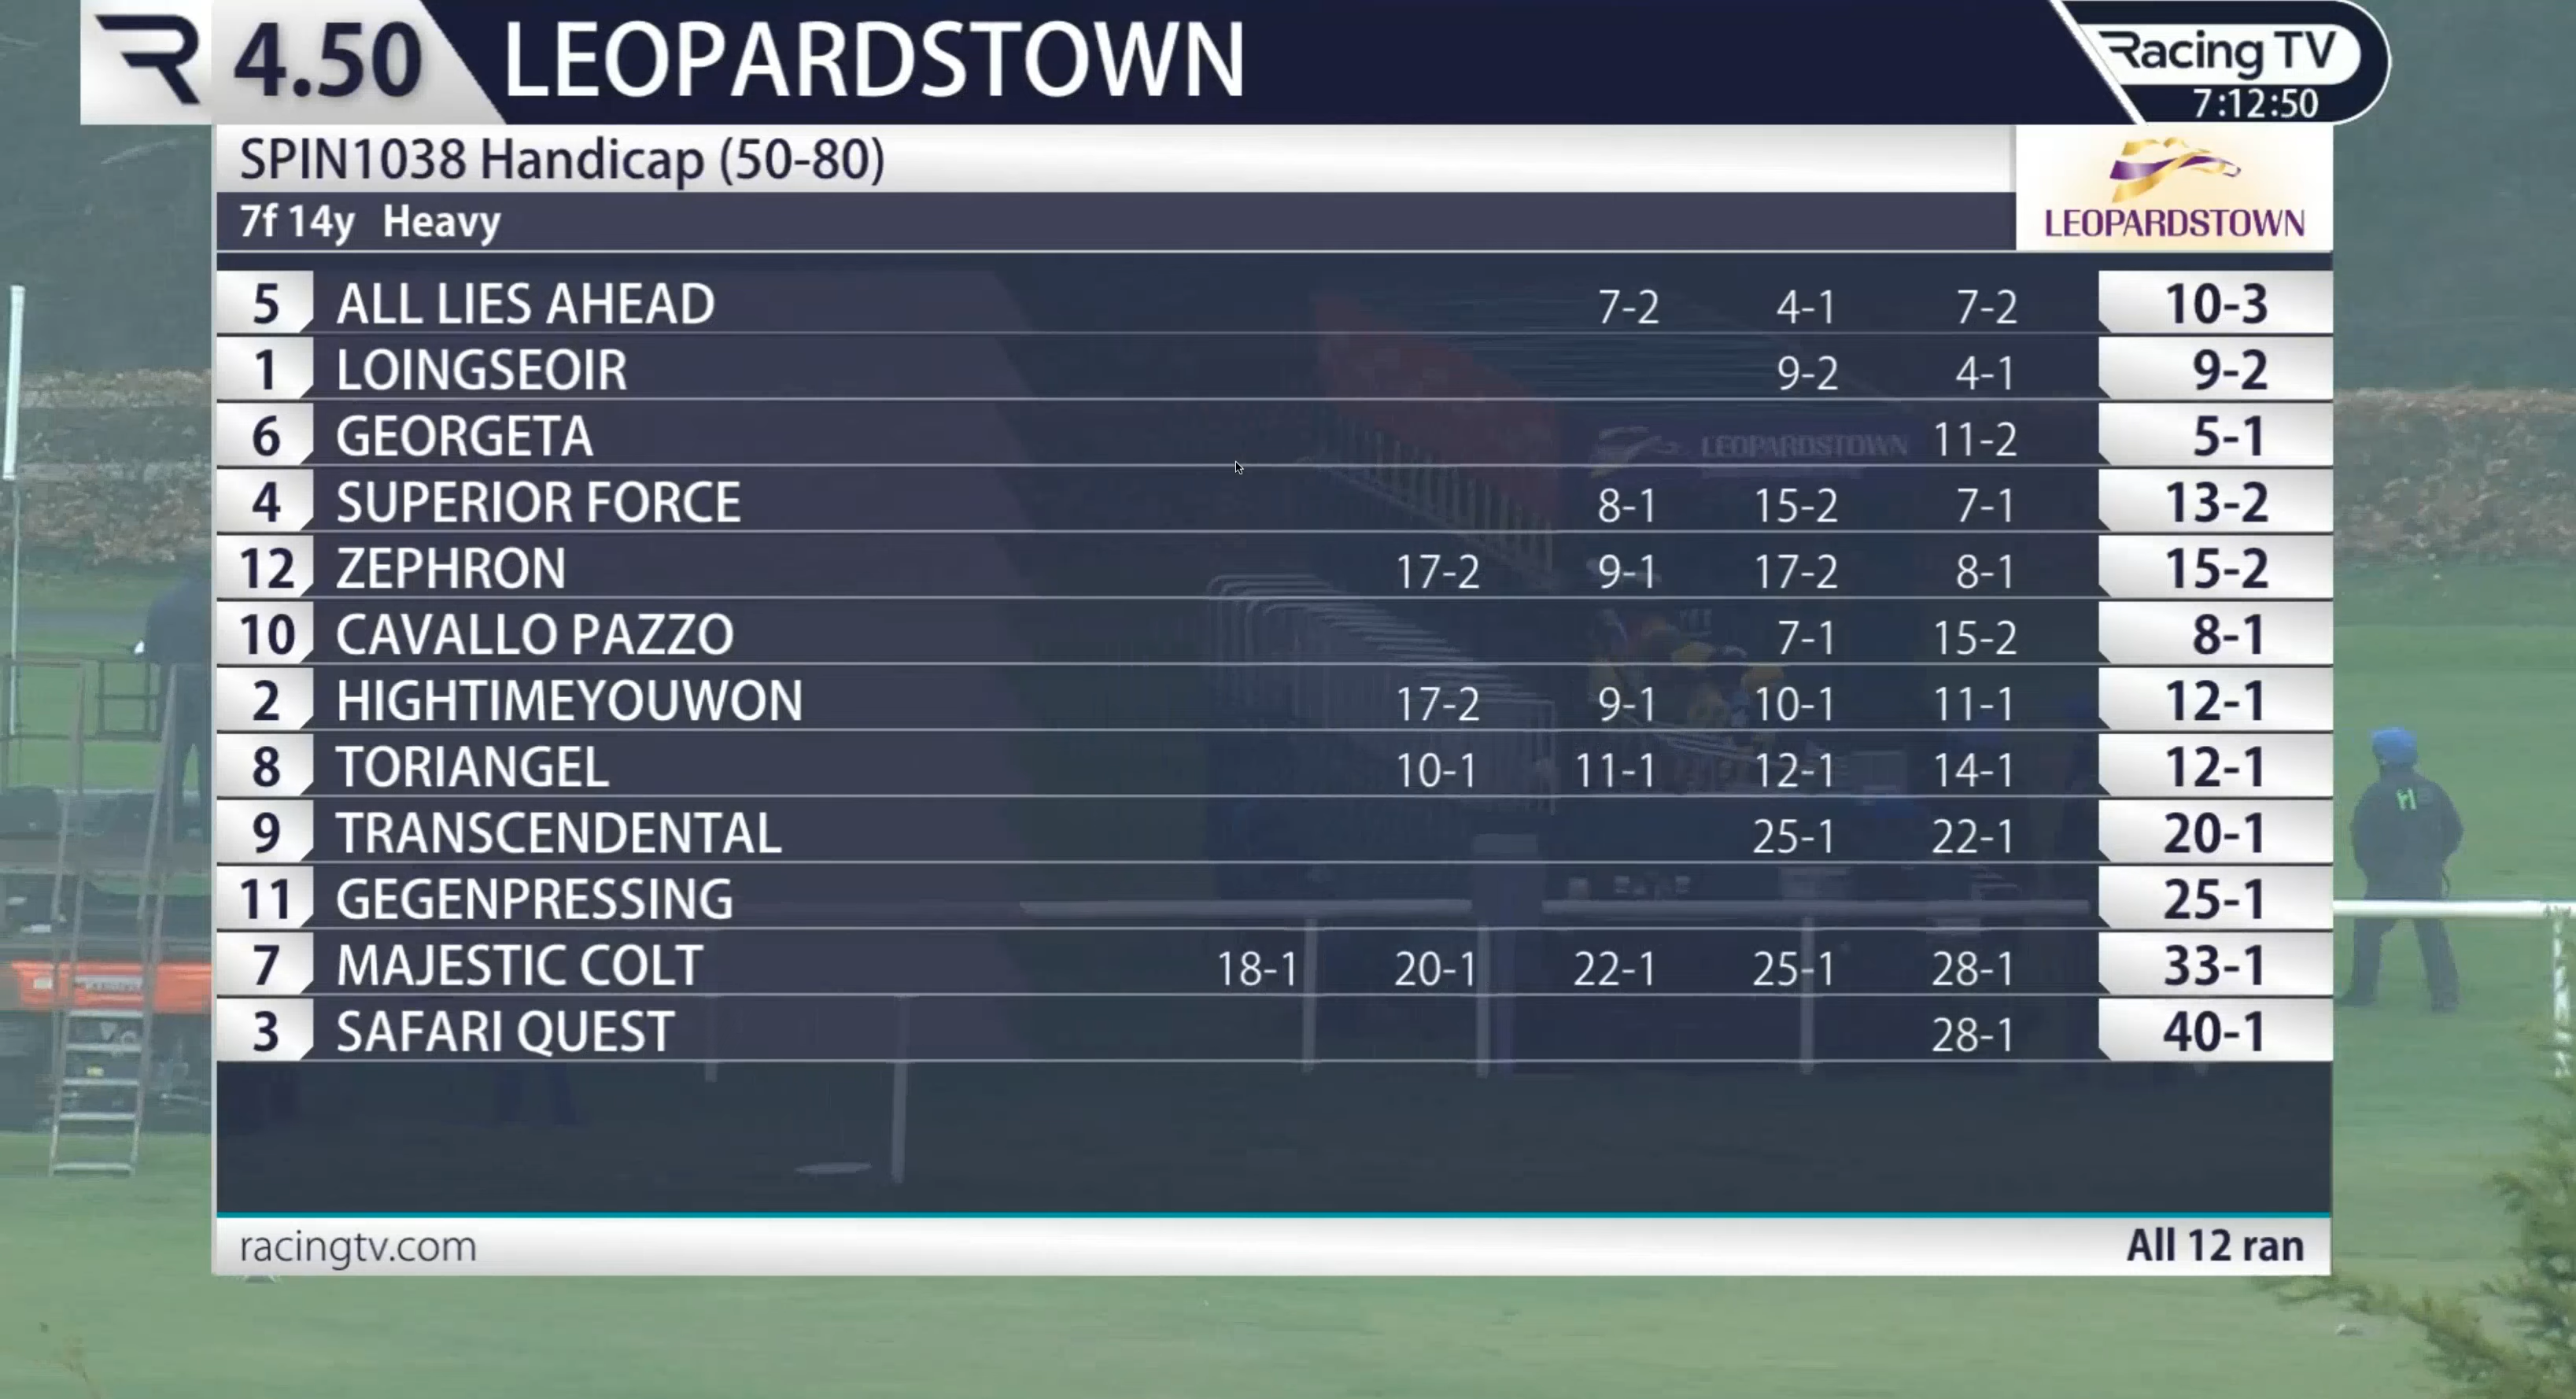 4.50 LEOPARDSTOWN
Racing TV
7:12:50
SPIN1038 Handicap (50-80)
7f 14y Heavy
LEOPARDSTOWN
5 ALL LIES AHEAD 7-2 4-1 7-2 10-3
1 LOINGSEOIR 9-2 4-1 9-2
6 GEORGETA 11-2 5-1
LEOPARDSTOWN
4 SUPERIOR FORCE 8-1 15-2 7-1 13-2
12 ZEPHRON 17-2 9-1 17-2 8-1 15-2
10 CAVALLO PAZZO 7-1 15-2 8-1
2 HIGHTIMEYOUWON 17-2 9-1 10-1 11-1 12-1
8 TORIANGEL 10-1 11-1 12-1 14-1 12-1
9 TRANSCENDENTAL 25-1 22-1 20-1
11 GEGENPRESSING 25-1
7 MAJESTIC COLT 18-1 20-1 22-1 25-1 28-1 33-1
3 SAFARI QUEST 28-1 40-1
racingtv.com All 12 ran